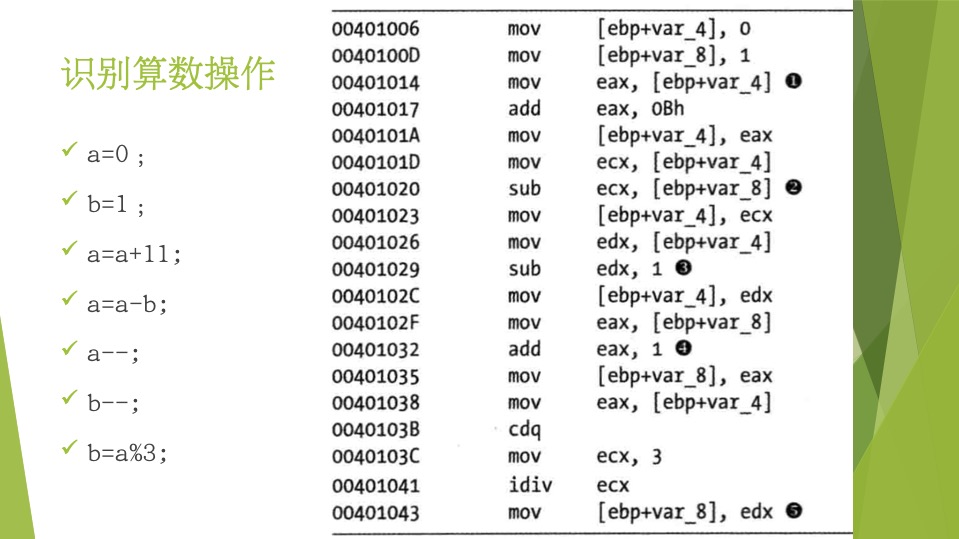 识别算数操作
a=0 ;
b=1 ;
a=a+11;
a=a-b;
a--;
b--;
b=a%3;
00401006 mov [ebp+var_4], 0
0040100D mov [ebp+var_8], 1
00401014 mov eax, [ebp+var_4] ❶
00401017 add eax, 0Bh
0040101A mov [ebp+var_4], eax
0040101D mov ecx, [ebp+var_4]
00401020 sub ecx, [ebp+var_8] ❷
00401023 mov [ebp+var_4], ecx
00401026 mov edx, [ebp+var_4]
00401029 sub edx, 1 ❸
0040102C mov [ebp+var_4], edx
0040102F mov eax, [ebp+var_8]
00401032 add eax, 1 ❹
00401035 mov [ebp+var_8], eax
00401038 mov eax, [ebp+var_4]
0040103B cdq
0040103C mov ecx, 3
00401041 idiv ecx
00401043 mov [ebp+var_8], edx ❺